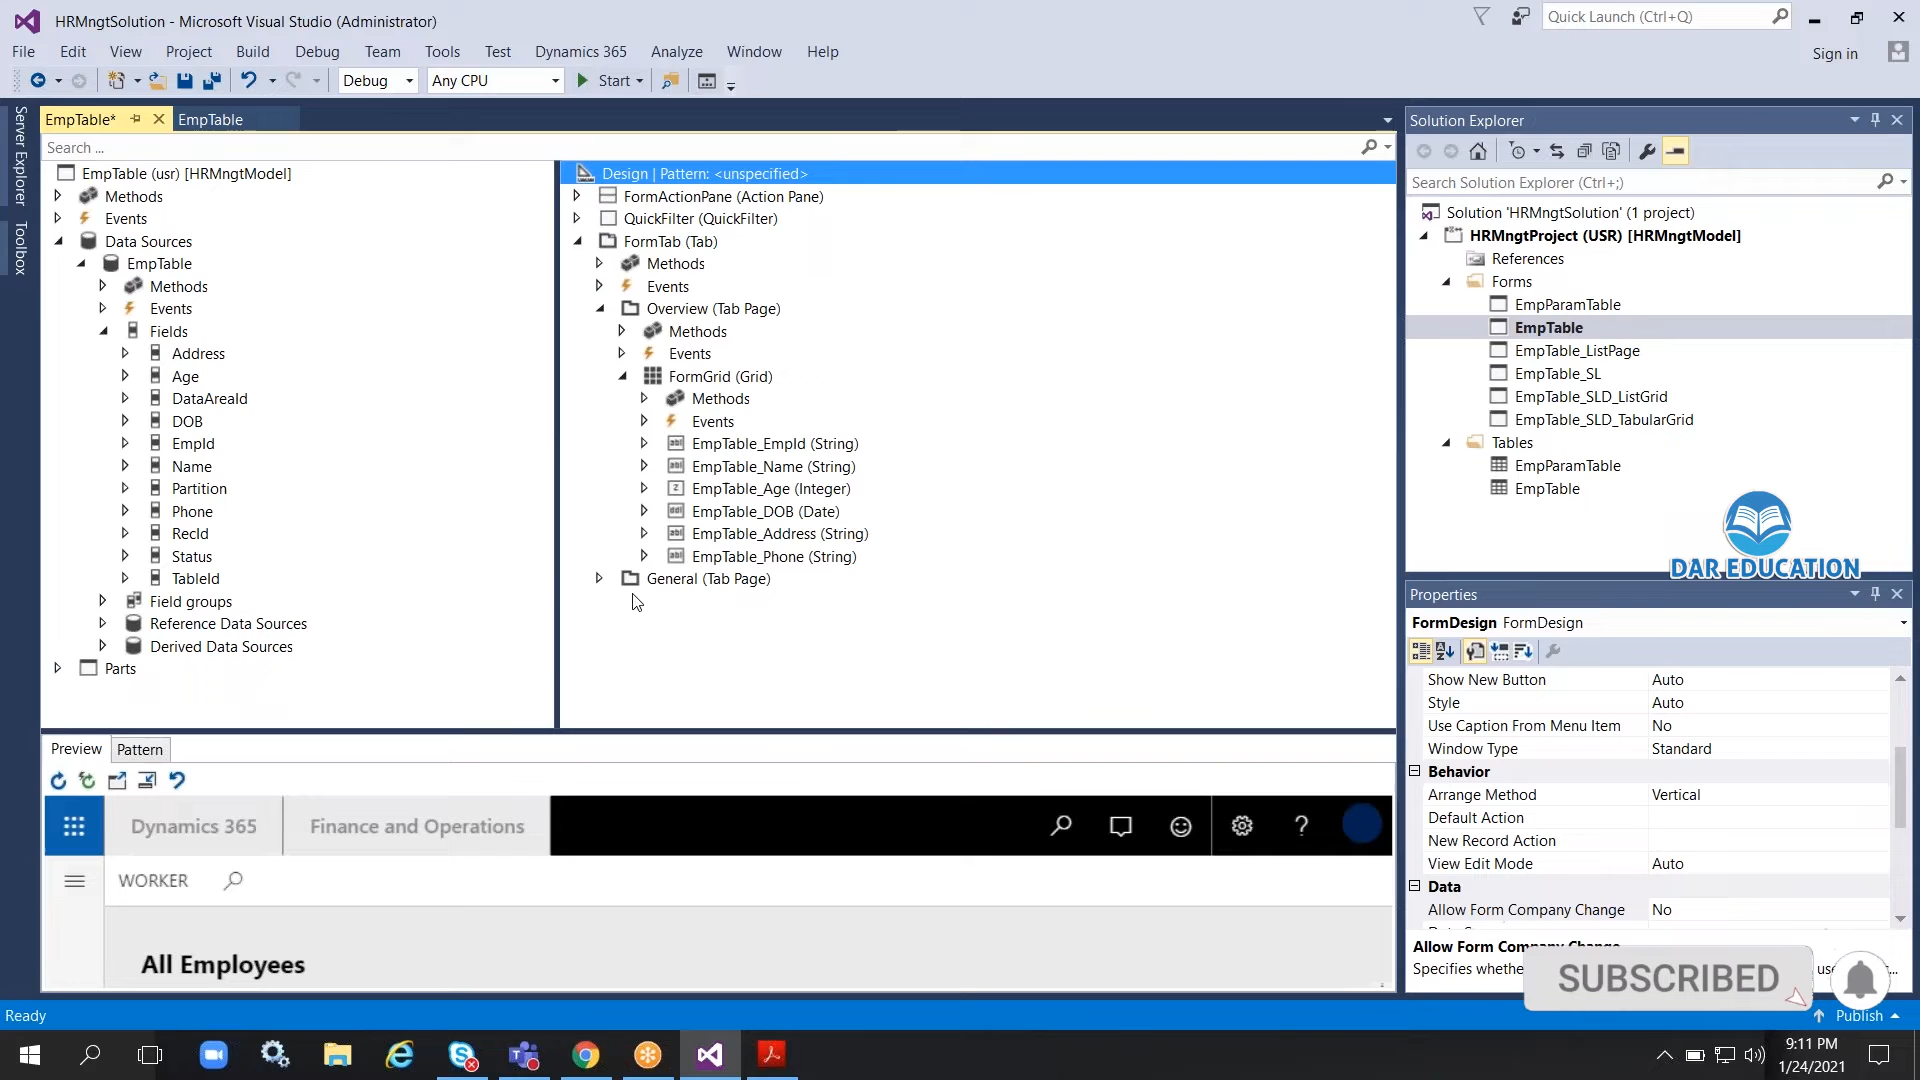 HRMngtSolution - Microsoft Visual Studio (Administrator)
Quick Launch (Ctrl+Q)
File Edit View Project Build Debug Team Tools Test Dynamics 365 Analyze Window Help
Sign in
Debug Any CPU Start
Server Explorer
Toolbox
EmpTable*
EmpTable
Search ...
EmpTable (usr) [HRMngtModel]
Methods
Events
Data Sources
EmpTable
Methods
Events
Fields
Address
Age
DataAreaId
DOB
EmpId
Name
Partition
Phone
RecId
Status
TableId
Field groups
Reference Data Sources
Derived Data Sources
Parts
Design | Pattern: <unspecified>
FormActionPane (Action Pane)
QuickFilter (QuickFilter)
FormTab (Tab)
Methods
Events
Overview (Tab Page)
Methods
Events
FormGrid (Grid)
Methods
Events
EmpTable_EmpId (String)
EmpTable_Name (String)
EmpTable_Age (Integer)
EmpTable_DOB (Date)
EmpTable_Address (String)
EmpTable_Phone (String)
General (Tab Page)
Preview Pattern
Dynamics 365 Finance and Operations
WORKER
All Employees
Solution Explorer
Search Solution Explorer (Ctrl+;)
Solution 'HRMngtSolution' (1 project)
HRMngtProject (USR) [HRMngtModel]
References
Forms
EmpParamTable
EmpTable
EmpTable_ListPage
EmpTable_SL
EmpTable_SLD_ListGrid
EmpTable_SLD_TabularGrid
Tables
EmpParamTable
EmpTable
DAR EDUCATION
Properties
FormDesign FormDesign
Show New Button Auto
Style Auto
Use Caption From Menu Item No
Window Type Standard
Behavior
Arrange Method Vertical
Default Action
New Record Action
View Edit Mode Auto
Data
Allow Form Company Change No
Allow Form Company Change
Specifies whethe
SUBSCRIBED
Ready
Publish
9:11 PM
1/24/2021